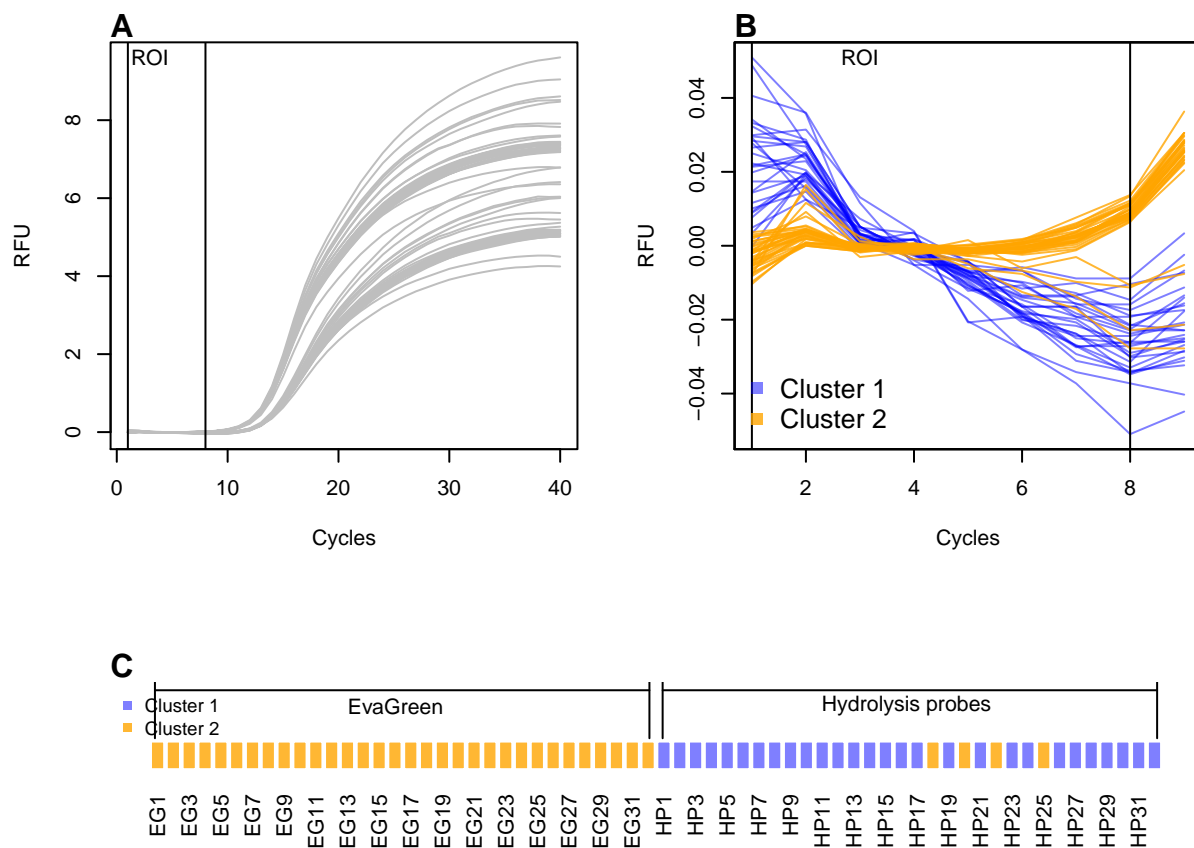 A
ROI
RFU
0 2 4 6 8
0 10 20 30 40
Cycles
B
ROI
RFU
−0.04 −0.02 0.00 0.02 0.04
Cluster 1
Cluster 2
2 4 6 8
Cycles
C
Cluster 1
Cluster 2
EvaGreen
Hydrolysis probes
EG1 EG3 EG5 EG7 EG9 EG11 EG13 EG15 EG17 EG19 EG21 EG23 EG25 EG27 EG29 EG31 HP1 HP3 HP5 HP7 HP9 HP11 HP13 HP15 HP17 HP19 HP21 HP23 HP25 HP27 HP29 HP31